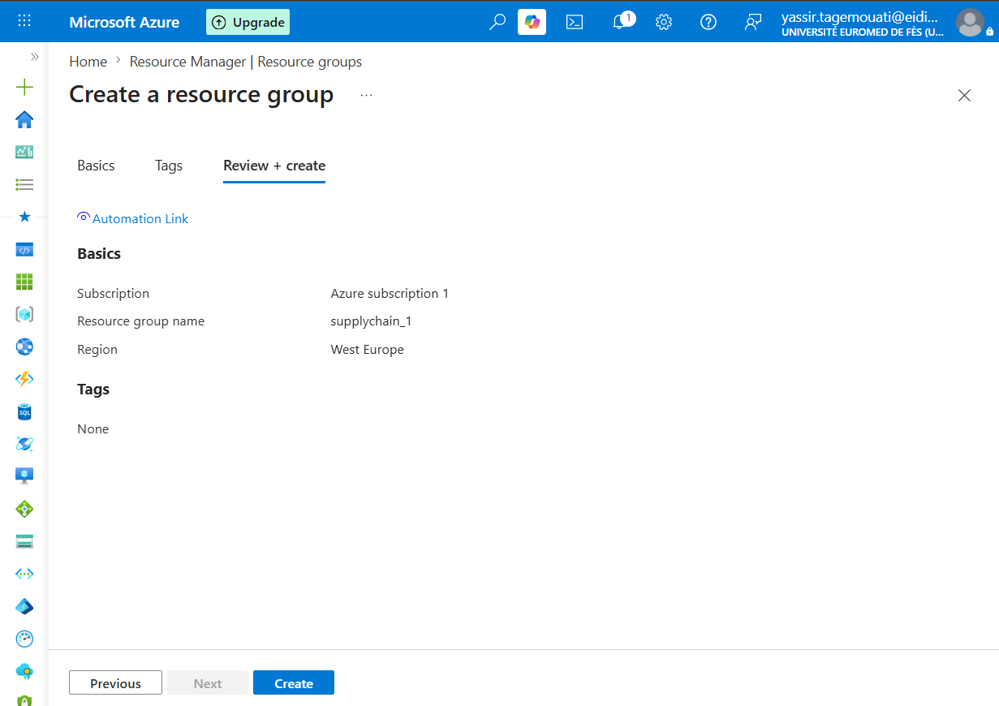 Microsoft Azure
Upgrade
1
yassir.tagemouati@eidi...
UNIVERSITÉ EUROMED DE FÈS (U...
Home > Resource Manager | Resource groups
Create a resource group ...
Basics Tags Review + create
Automation Link
Basics
Subscription Azure subscription 1
Resource group name supplychain_1
Region West Europe
Tags
None
SQL
Previous Next Create